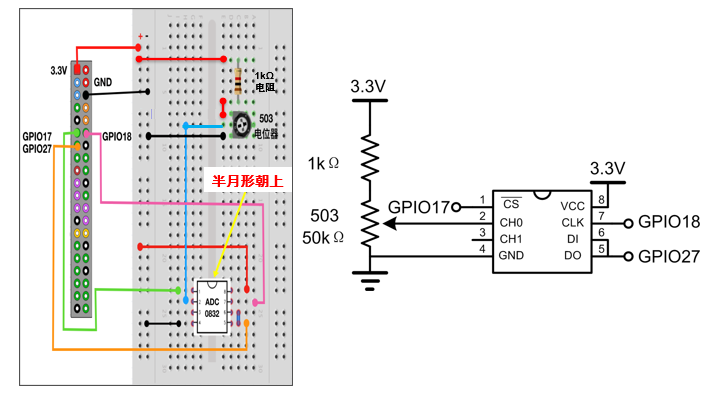 + -
3.3V
GND
1kΩ
电阻
503
电位器
GPIO17
GPIO18
GPIO27
半月形朝上
ADC
0832
3.3V
1kΩ
503
50kΩ
3.3V
GPIO17
1
CS
VCC
8
2
CH0
CLK
7
GPIO18
3
CH1
DI
6
4
GND
DO
5
GPIO27